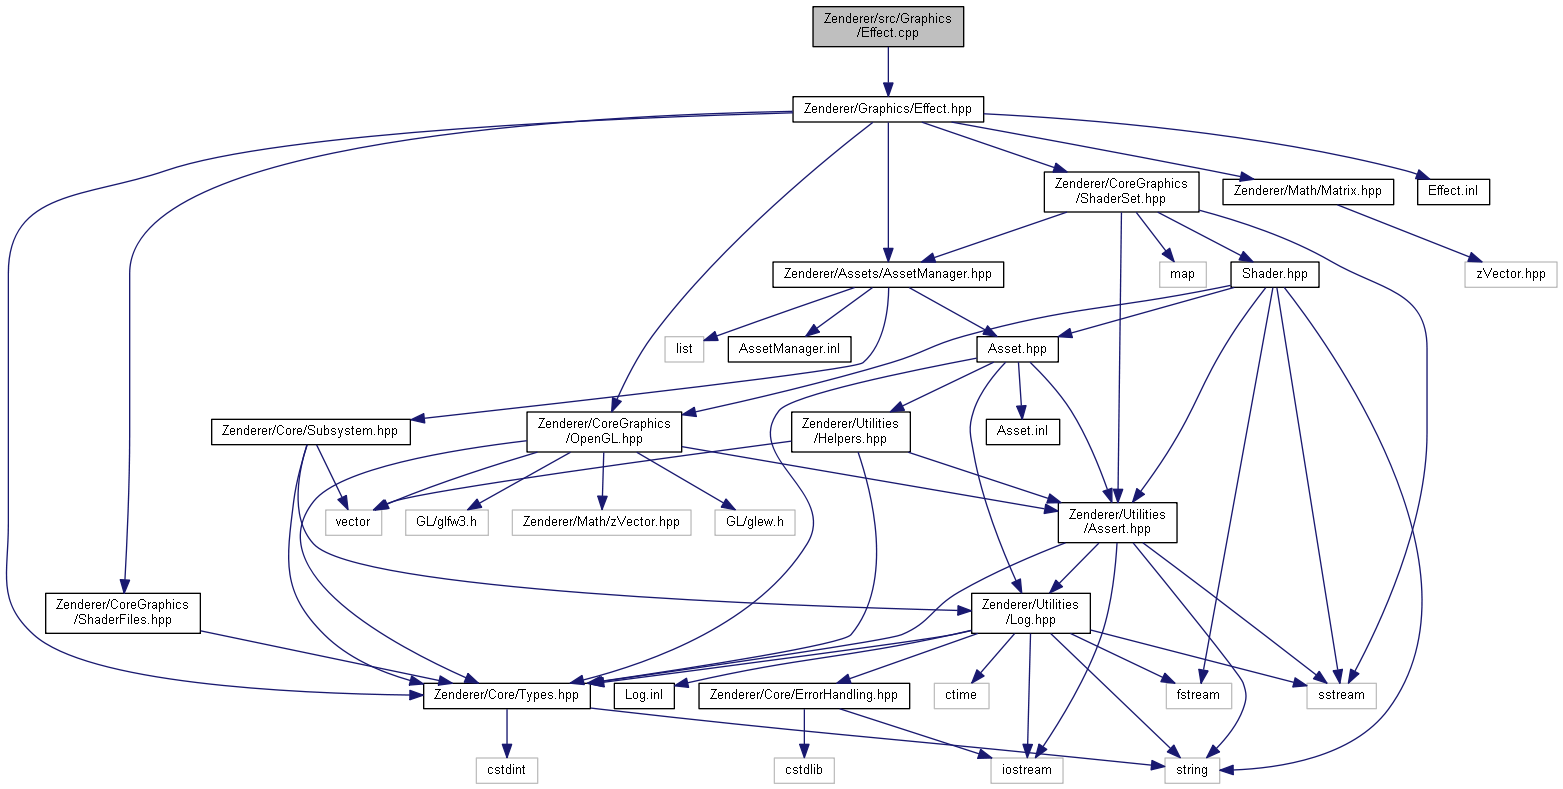 Zenderer/src/Graphics
/Effect.cpp
Zenderer/Graphics/Effect.hpp
Zenderer/CoreGraphics
/ShaderSet.hpp
Zenderer/Math/Matrix.hpp
Effect.inl
Zenderer/Assets/AssetManager.hpp
map
Shader.hpp
zVector.hpp
list
AssetManager.inl
Asset.hpp
Zenderer/Core/Subsystem.hpp
Zenderer/CoreGraphics
/OpenGL.hpp
Zenderer/Utilities
/Helpers.hpp
Asset.inl
vector
GL/glfw3.h
Zenderer/Math/zVector.hpp
GL/glew.h
Zenderer/Utilities
/Assert.hpp
Zenderer/CoreGraphics
/ShaderFiles.hpp
Zenderer/Utilities
/Log.hpp
Zenderer/Core/Types.hpp
Log.inl
Zenderer/Core/ErrorHandling.hpp
ctime
fstream
sstream
cstdint
cstdlib
iostream
string